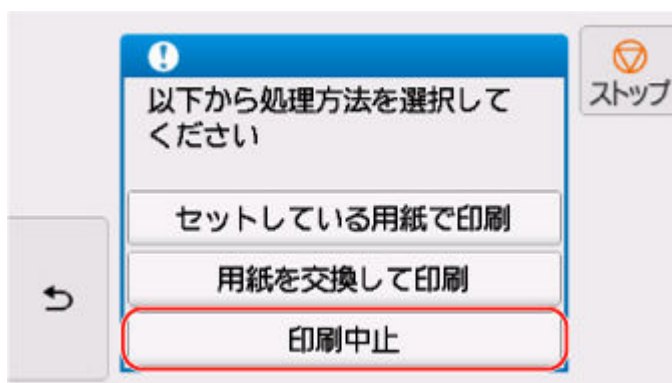 以下から処理方法を選択して
ください
ストップ
セットしている用紙で印刷
用紙を交換して印刷
印刷中止